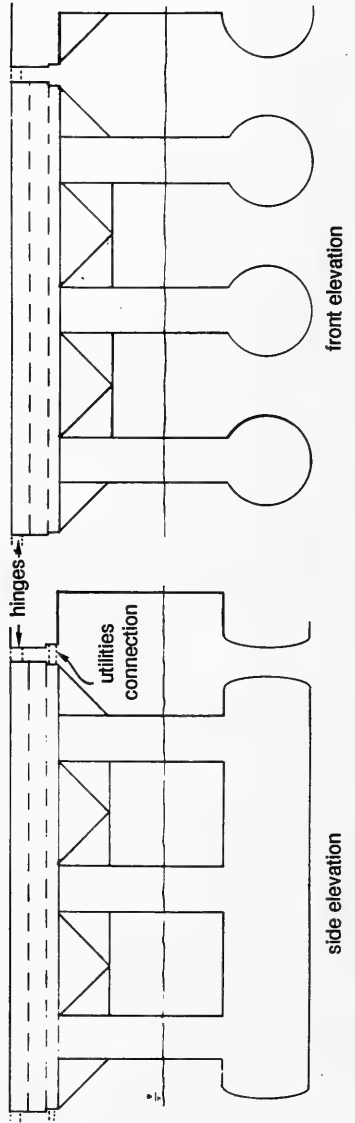 hinges
utilities
connection
side elevation
front elevation